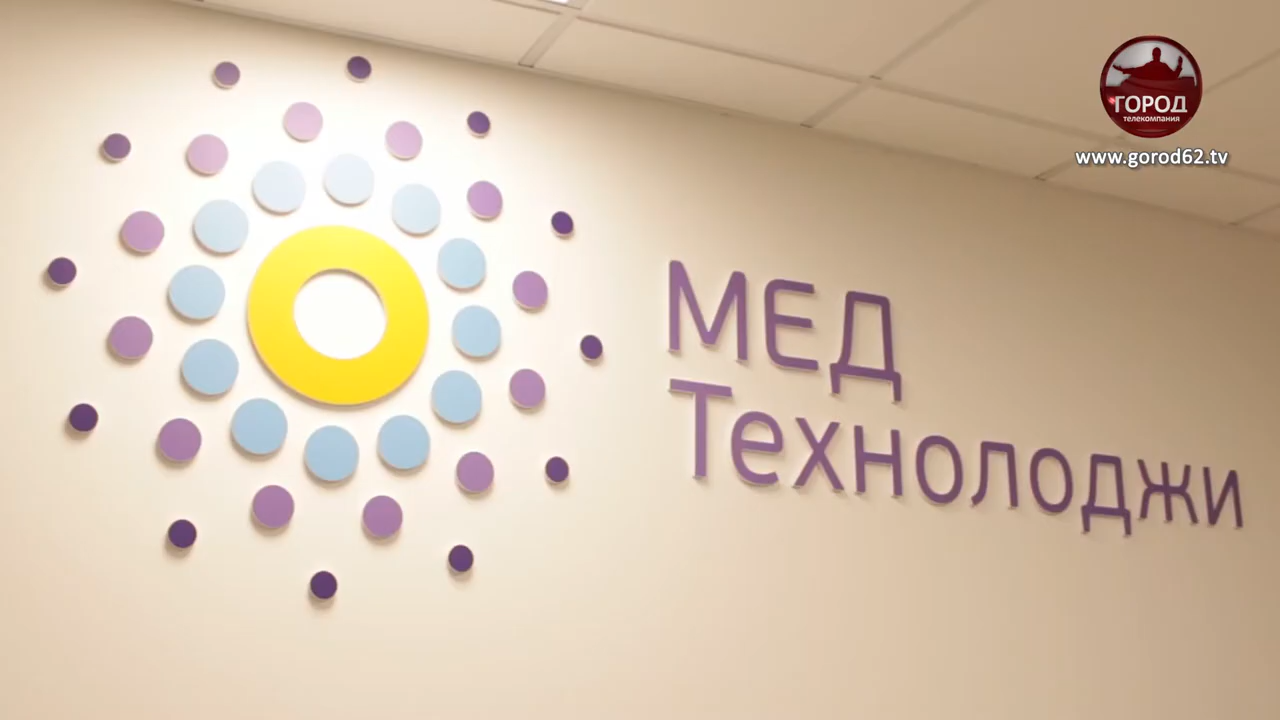 ГОРОД
телекомпания
www.gorod62.tv
МЕД
Технолоджи